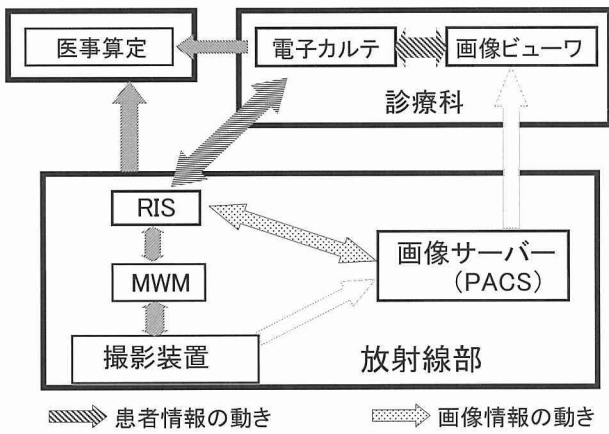 医事算定
電子カルテ
画像ビューワ
診療科
RIS
MWM
画像サーバー
(PACS)
撮影装置
放射線部
患者情報の動き
画像情報の動き